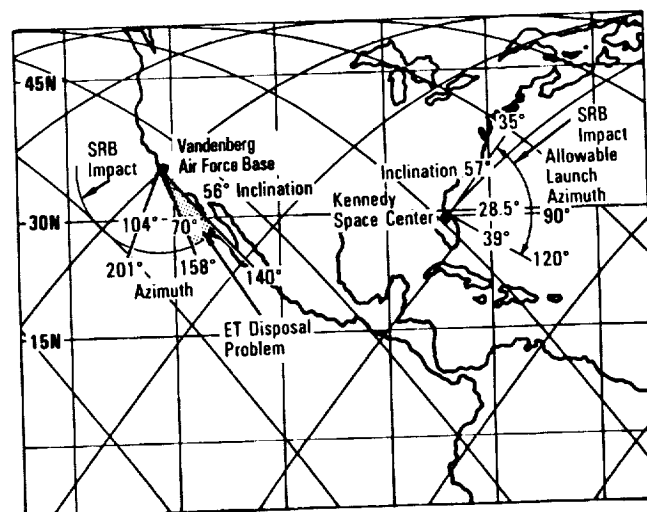 45N
30N
15N
SRB
Impact
Vandenberg
Air Force Base
56° Inclination
104°
70°
201°
158°
140°
Azimuth
ET Disposal
Problem
35°
SRB
Impact
Inclination 57°
Allowable
Launch
Azimuth
Kennedy
Space Center
28.5°
90°
39°
120°